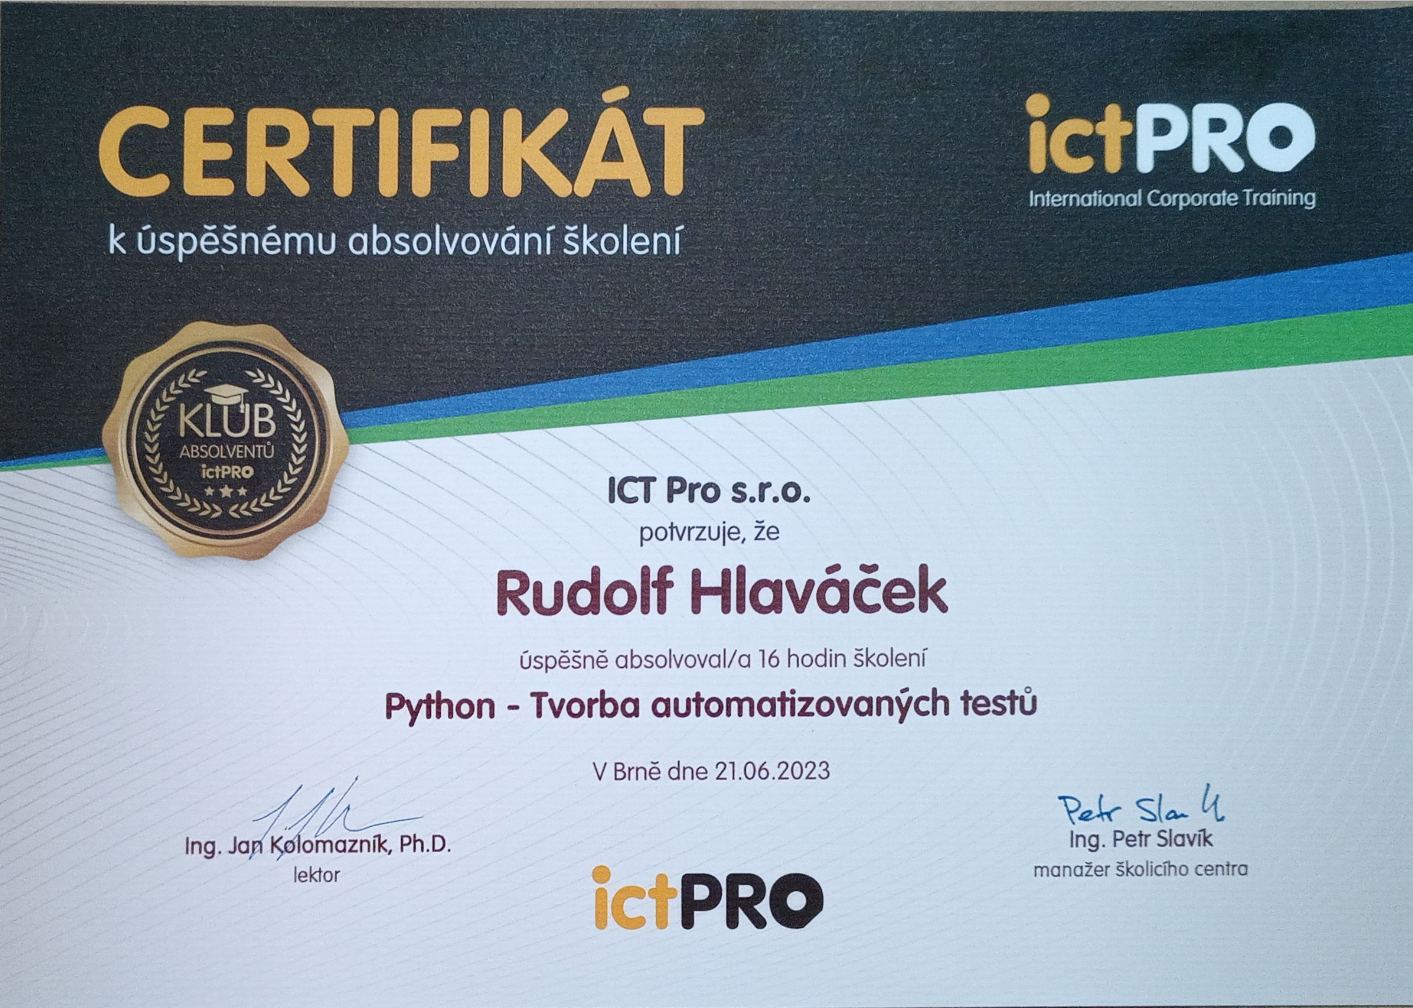 CERTIFIKÁT
k úspěšnému absolvování školení
ictPRO
International Corporate Training
KLUB
ABSOLVENTŮ
ictPRO
ICT Pro s.r.o.
potvrzuje, že
Rudolf Hlaváček
úspěšně absolvoval/a 16 hodin školení
Python - Tvorba automatizovaných testů
V Brně dne 21.06.2023
Ing. Jan Kolomazník, Ph.D.
lektor
Petr Slavík
Ing. Petr Slavík
manažer školicího centra
ictPRO